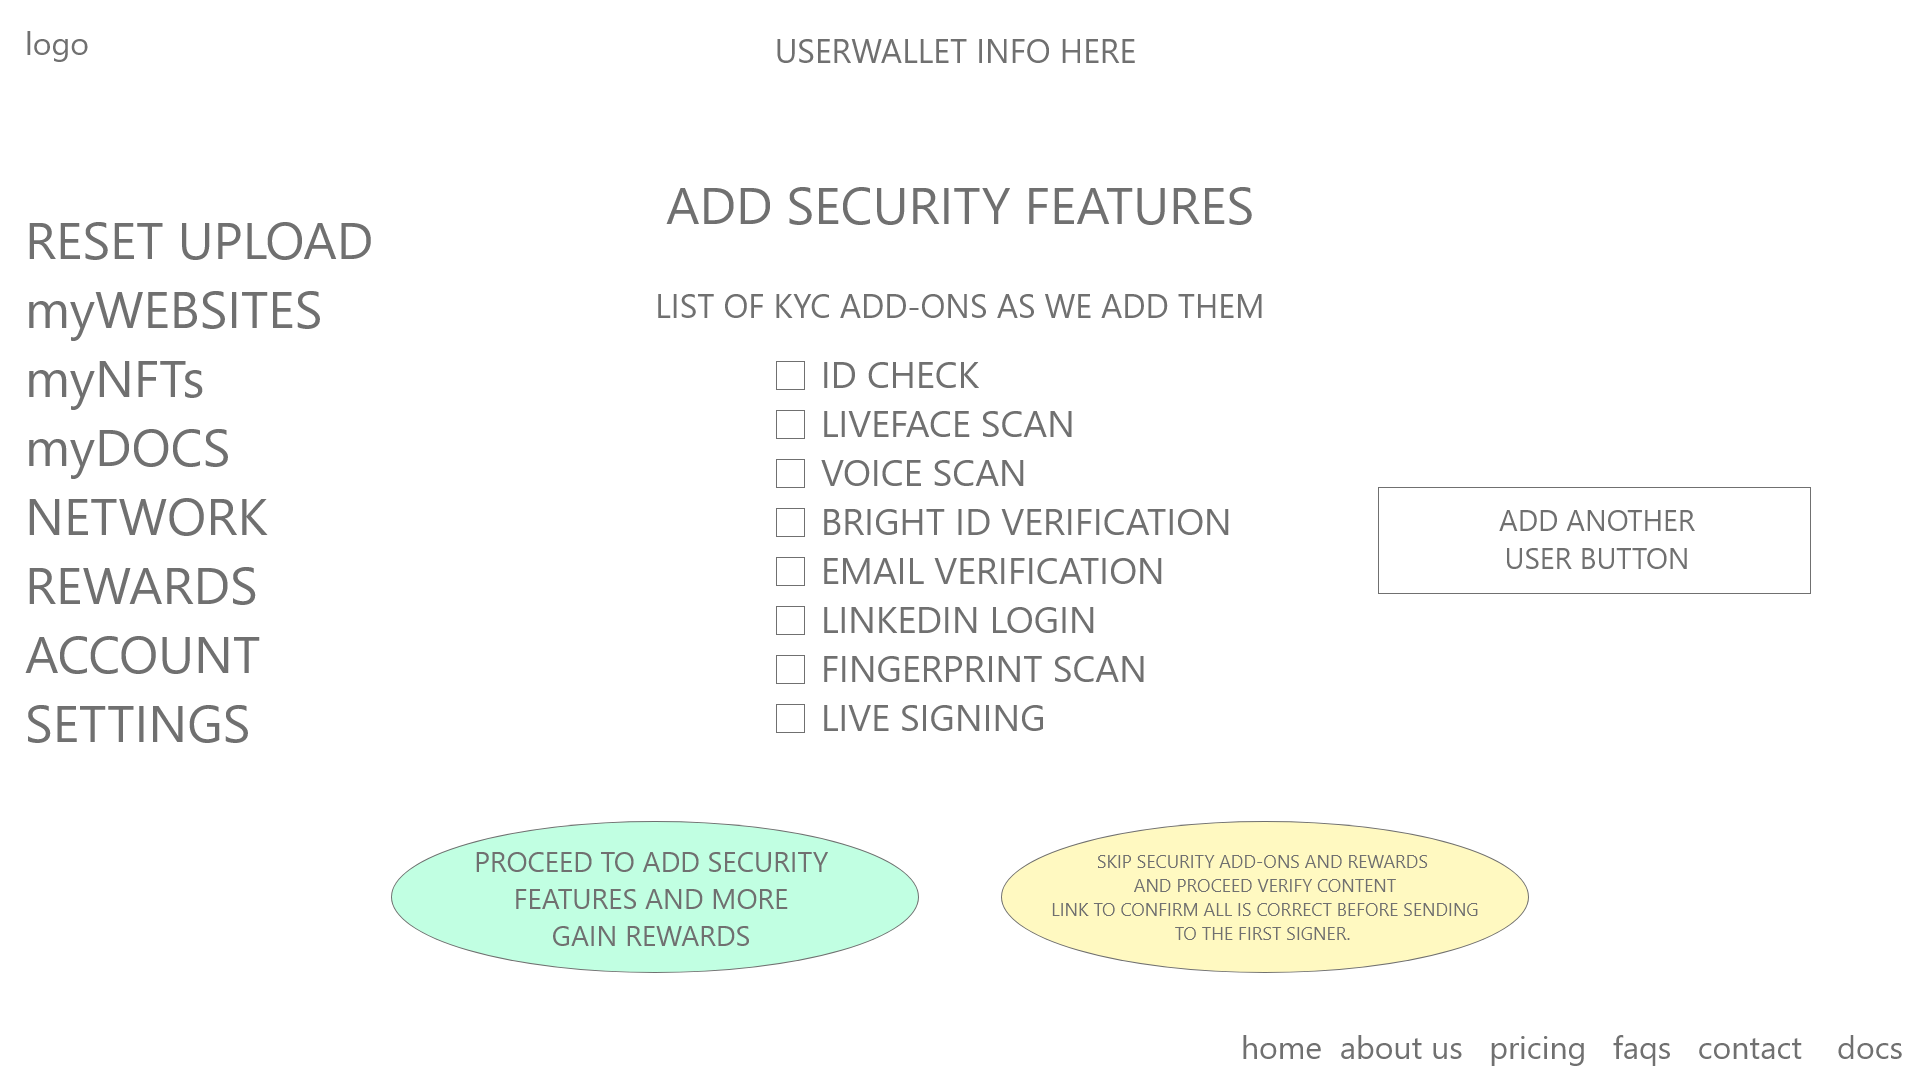 logo
USERWALLET INFO HERE
ADD SECURITY FEATURES
RESET UPLOAD
myWEBSITES
myNFTs
myDOCS
NETWORK
REWARDS
ACCOUNT
SETTINGS
LIST OF KYC ADD-ONS AS WE ADD THEM
ID CHECK
LIVEFACE SCAN
VOICE SCAN
BRIGHT ID VERIFICATION
EMAIL VERIFICATION
LINKEDIN LOGIN
FINGERPRINT SCAN
LIVE SIGNING
ADD ANOTHER
USER BUTTON
PROCEED TO ADD SECURITY
FEATURES AND MORE
GAIN REWARDS
SKIP SECURITY ADD-ONS AND REWARDS
AND PROCEED VERIFY CONTENT
LINK TO CONFIRM ALL IS CORRECT BEFORE SENDING
TO THE FIRST SIGNER.
home about us pricing faqs contact docs